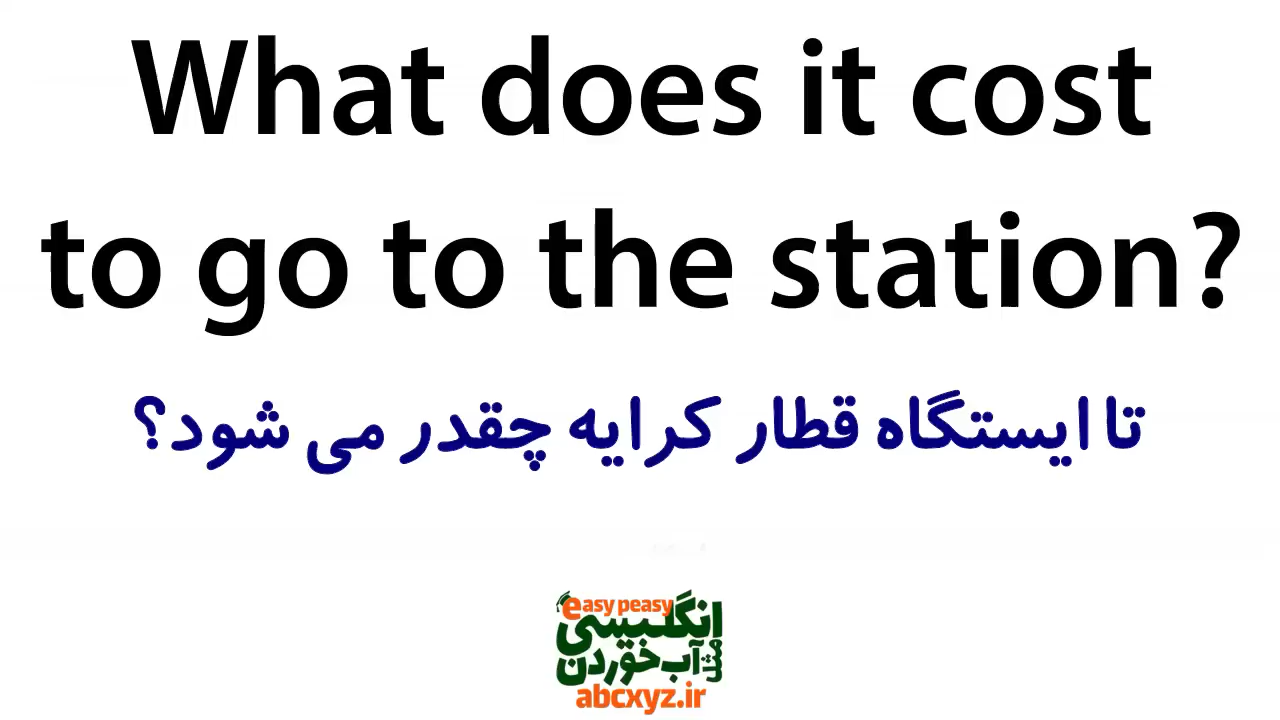 What does it cost
to go to the station?
تا ایستگاه قطار کرایه چقدر می شود؟
easy peasy
انگلیسی
مثل آب خوردن
abcxyz.ir